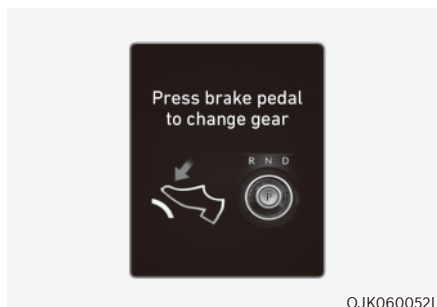 Press brake pedal
to change gear
R N D
P
OJK060052L